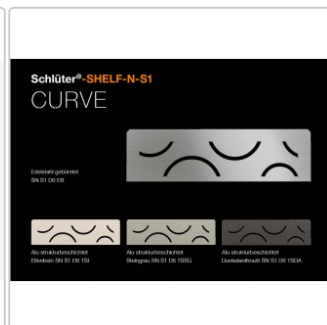 Schlüter®-SHELF-N-S1
CURVE
Edelstahl gebürstet
SN S1 D6 EB
Alu strukturbeschichtet
Elfenbein SN S1 D6 TSI
Alu strukturbeschichtet
Steingrau SN S1 D6 TSSG
Alu strukturbeschichtet
Dunkelanthrazit SN S1 D6 TSDA